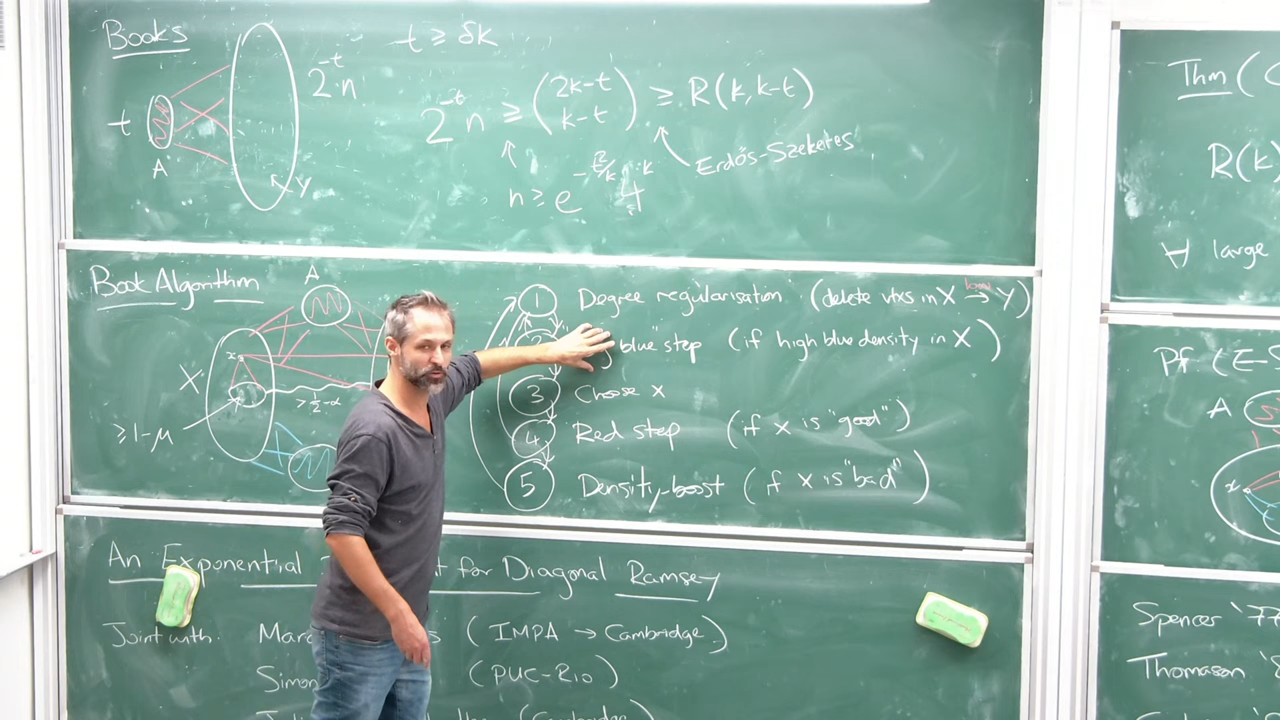 Books
t ≥ δk
t
A
2^{-t}·n
Y
2^{-t} n ≥ (2k-t k-t) ≥ R(k, k-t)
Erdős-Szekeres
n ≥ e 4^k
Book Algorithm
A
X
x
≥ 1-μ
> 1/2 - α
1 Degree regularisation (delete vtxs in X → Y)
blue" step (if high blue density in X)
3 Choose x
4 Red step (if x is "good")
5 Density-boost (if x is "bad")
An Exponential
t for Diagonal Ramsey
Joint with
(IMPA → Cambridge)
Simon
(PUC-Rio)
Thm (
R(k)
∀ large
Pf (E-S
A
x
Spencer '77
Thomason '8